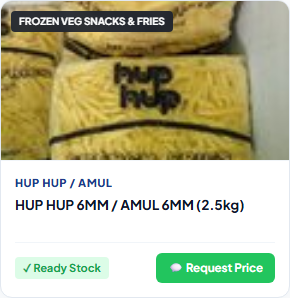 FROZEN VEG SNACKS & FRIES
hup
hup
HUP HUP / AMUL
HUP HUP 6MM / AMUL 6MM (2.5kg)
✓ Ready Stock
Request Price